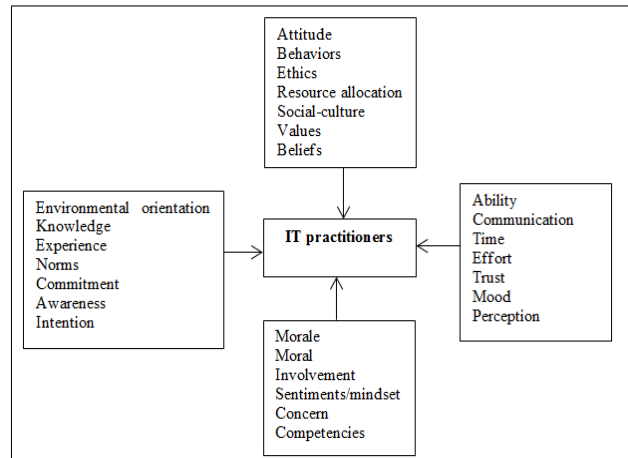 Attitude
Behaviors
Ethics
Resource allocation
Social-culture
Values
Beliefs
Environmental orientation
Knowledge
Experience
Norms
Commitment
Awareness
Intention
IT practitioners
Ability
Communication
Time
Effort
Trust
Mood
Perception
Morale
Moral
Involvement
Sentiments/mindset
Concern
Competencies